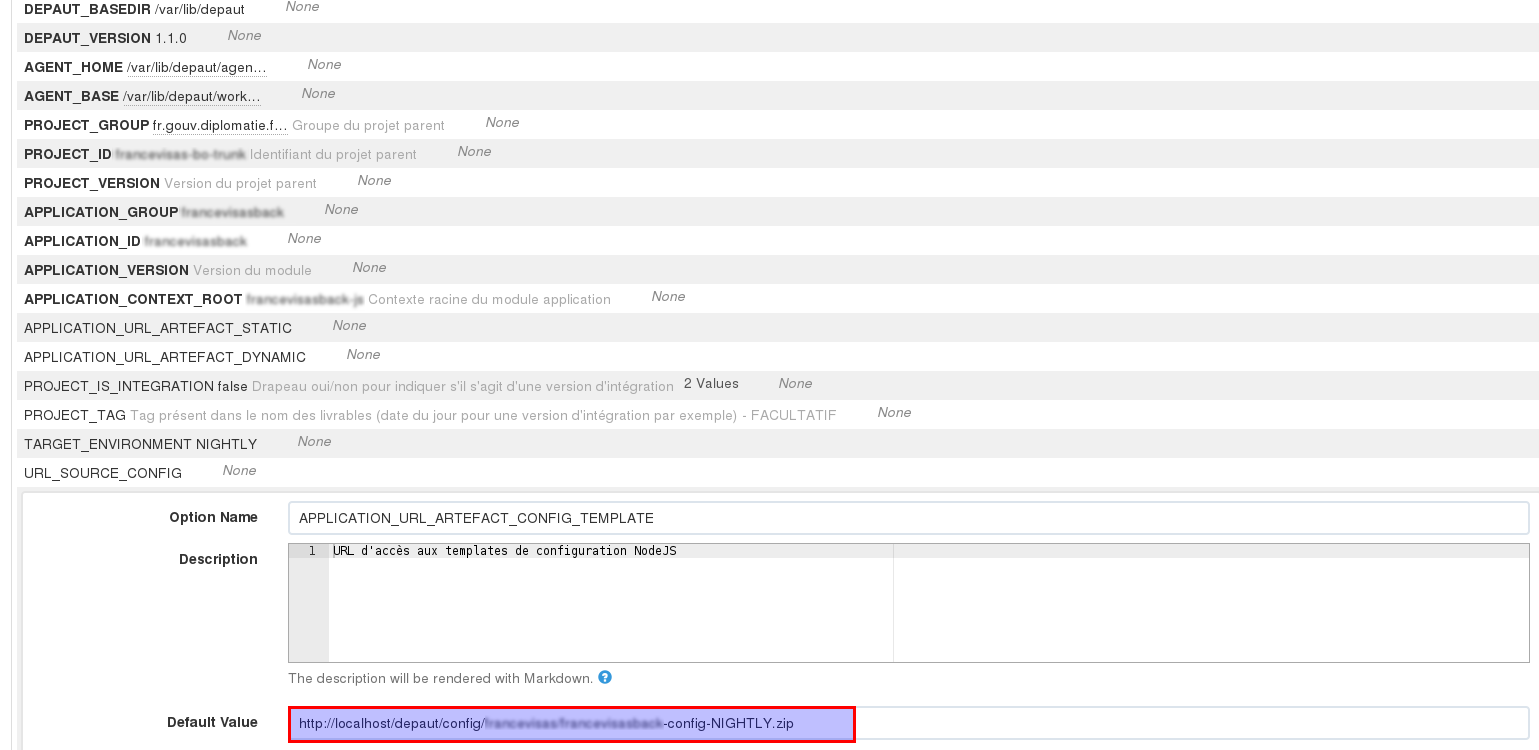 DEPAUT_BASEDIR /var/lib/depaut None
DEPAUT_VERSION 1.1.0 None
AGENT_HOME /var/lib/depaut/agen... None
AGENT_BASE /var/lib/depaut/work... None
PROJECT_GROUP fr.gouv.diplomatie.f... Groupe du projet parent None
PROJECT_ID Identifiant du projet parent None
PROJECT_VERSION Version du projet parent None
APPLICATION_GROUP None
APPLICATION_ID None
APPLICATION_VERSION Version du module None
APPLICATION_CONTEXT_ROOT Contexte racine du module application None
APPLICATION_URL_ARTEFACT_STATIC None
APPLICATION_URL_ARTEFACT_DYNAMIC None
PROJECT_IS_INTEGRATION false Drapeau oui/non pour indiquer s'il s'agit d'une version d'intégration 2 Values None
PROJECT_TAG Tag présent dans le nom des livrables (date du jour pour une version d'intégration par exemple) - FACULTATIF None
TARGET_ENVIRONMENT NIGHTLY None
URL_SOURCE_CONFIG None
Option Name APPLICATION_URL_ARTEFACT_CONFIG_TEMPLATE
Description 1 URL d'accès aux templates de configuration NodeJS
The description will be rendered with Markdown. ?
Default Value http://localhost/depaut/config/ -config-NIGHTLY.zip